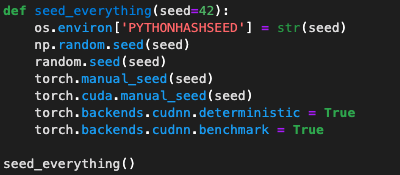 def seed_everything(seed=42):
    os.environ['PYTHONHASHSEED'] = str(seed)
    np.random.seed(seed)
    random.seed(seed)
    torch.manual_seed(seed)
    torch.cuda.manual_seed(seed)
    torch.backends.cudnn.deterministic = True
    torch.backends.cudnn.benchmark = True

seed_everything()